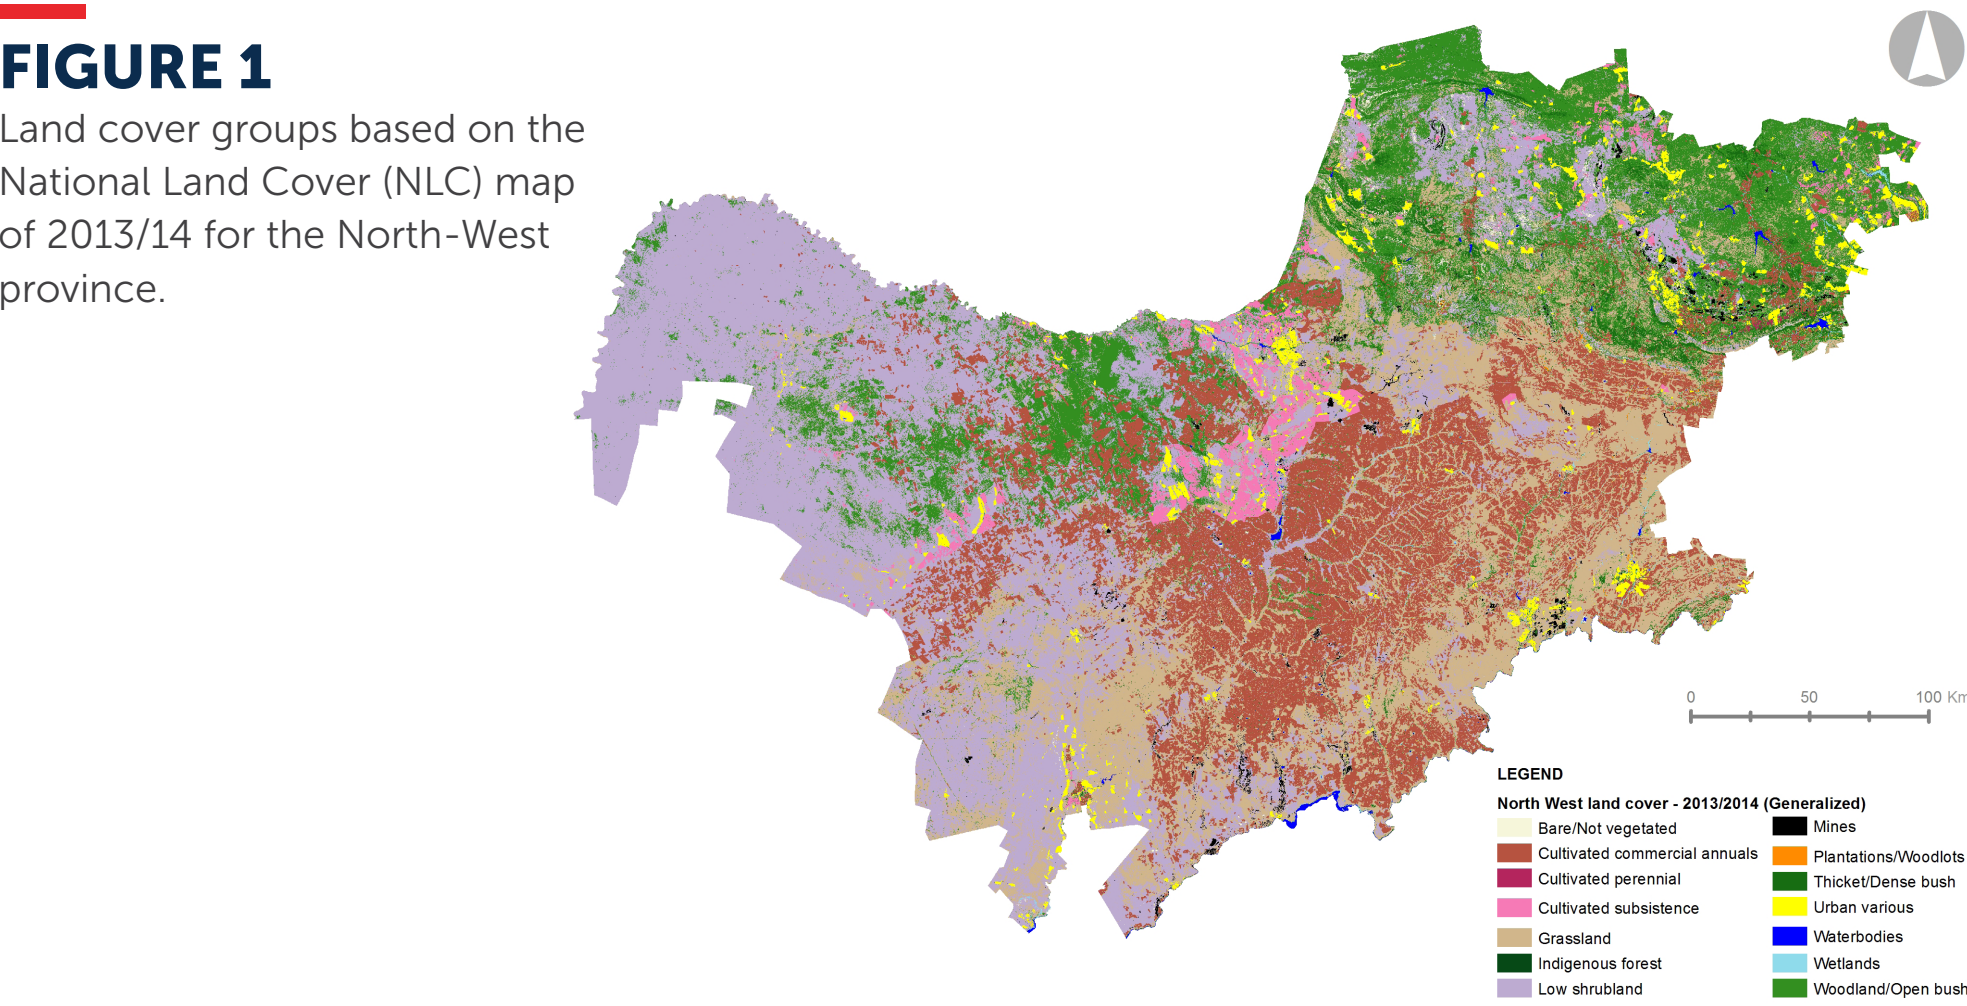 FIGURE 1
Land cover groups based on the
National Land Cover (NLC) map
of 2013/14 for the North-West
province.
0 50 100 Km
LEGEND
North West land cover - 2013/2014 (Generalized)
Bare/Not vegetated
Cultivated commercial annuals
Cultivated perennial
Cultivated subsistence
Grassland
Indigenous forest
Low shrubland
Mines
Plantations/Woodlots
Thicket/Dense bush
Urban various
Waterbodies
Wetlands
Woodland/Open bush